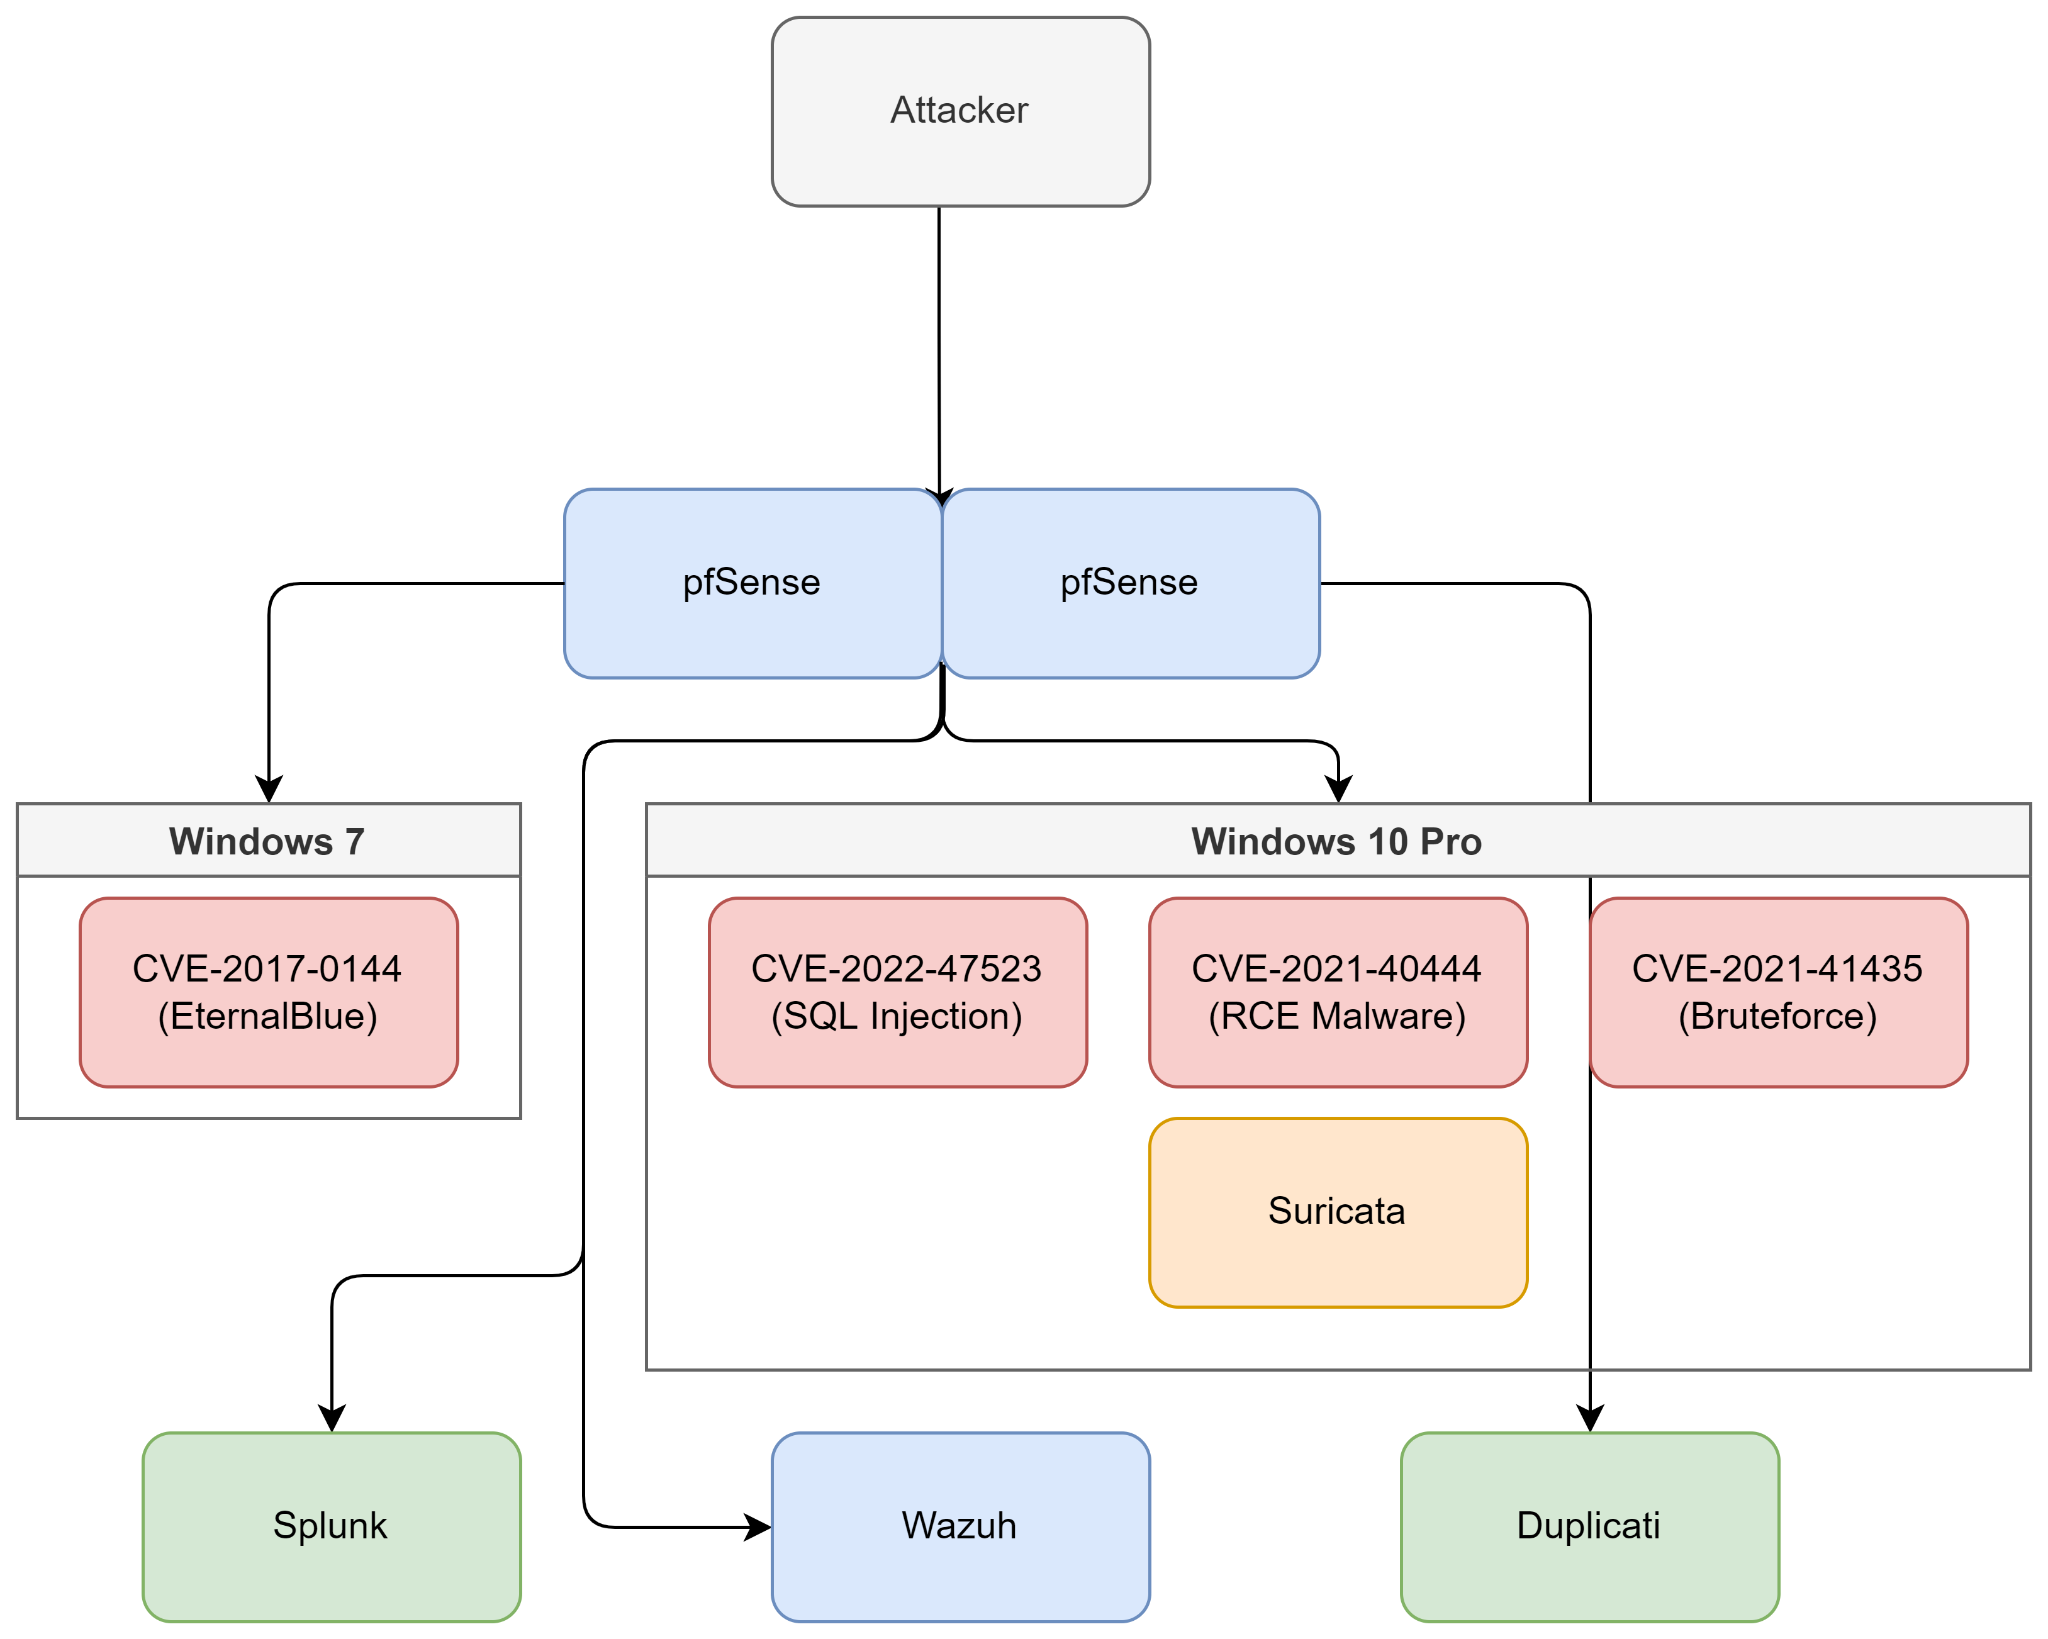 Attacker
pfSense
pfSense
Windows 7
CVE-2017-0144
(EternalBlue)
Windows 10 Pro
CVE-2022-47523
(SQL Injection)
CVE-2021-40444
(RCE Malware)
CVE-2021-41435
(Bruteforce)
Suricata
Splunk
Wazuh
Duplicati